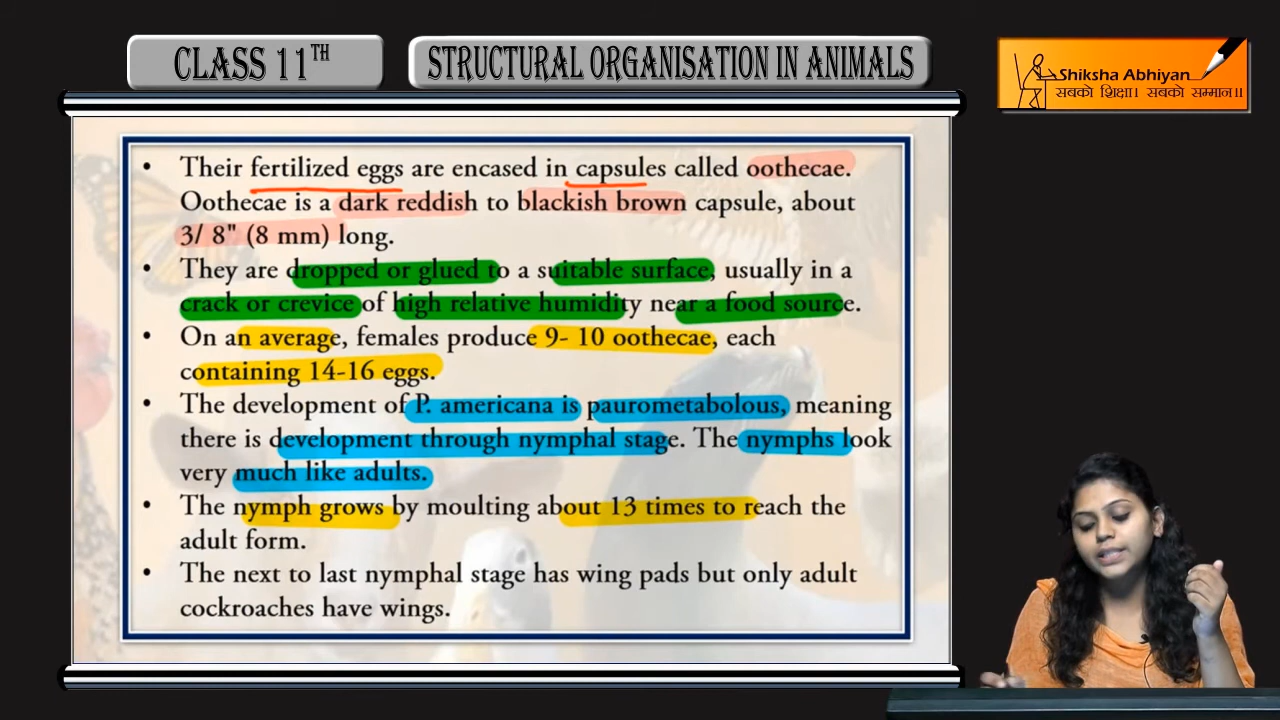 CLASS 11TH
STRUCTURAL ORGANISATION IN ANIMALS
Shiksha Abhiyan
सबको शिक्षा। सबको सम्मान॥
• Their fertilized eggs are encased in capsules called oothecae.
Oothecae is a dark reddish to blackish brown capsule, about
3/ 8" (8 mm) long.
• They are dropped or glued to a suitable surface, usually in a
crack or crevice of high relative humidity near a food source.
• On an average, females produce 9- 10 oothecae, each
containing 14-16 eggs.
• The development of P. americana is paurometabolous, meaning
there is development through nymphal stage. The nymphs look
very much like adults.
• The nymph grows by moulting about 13 times to reach the
adult form.
• The next to last nymphal stage has wing pads but only adult
cockroaches have wings.